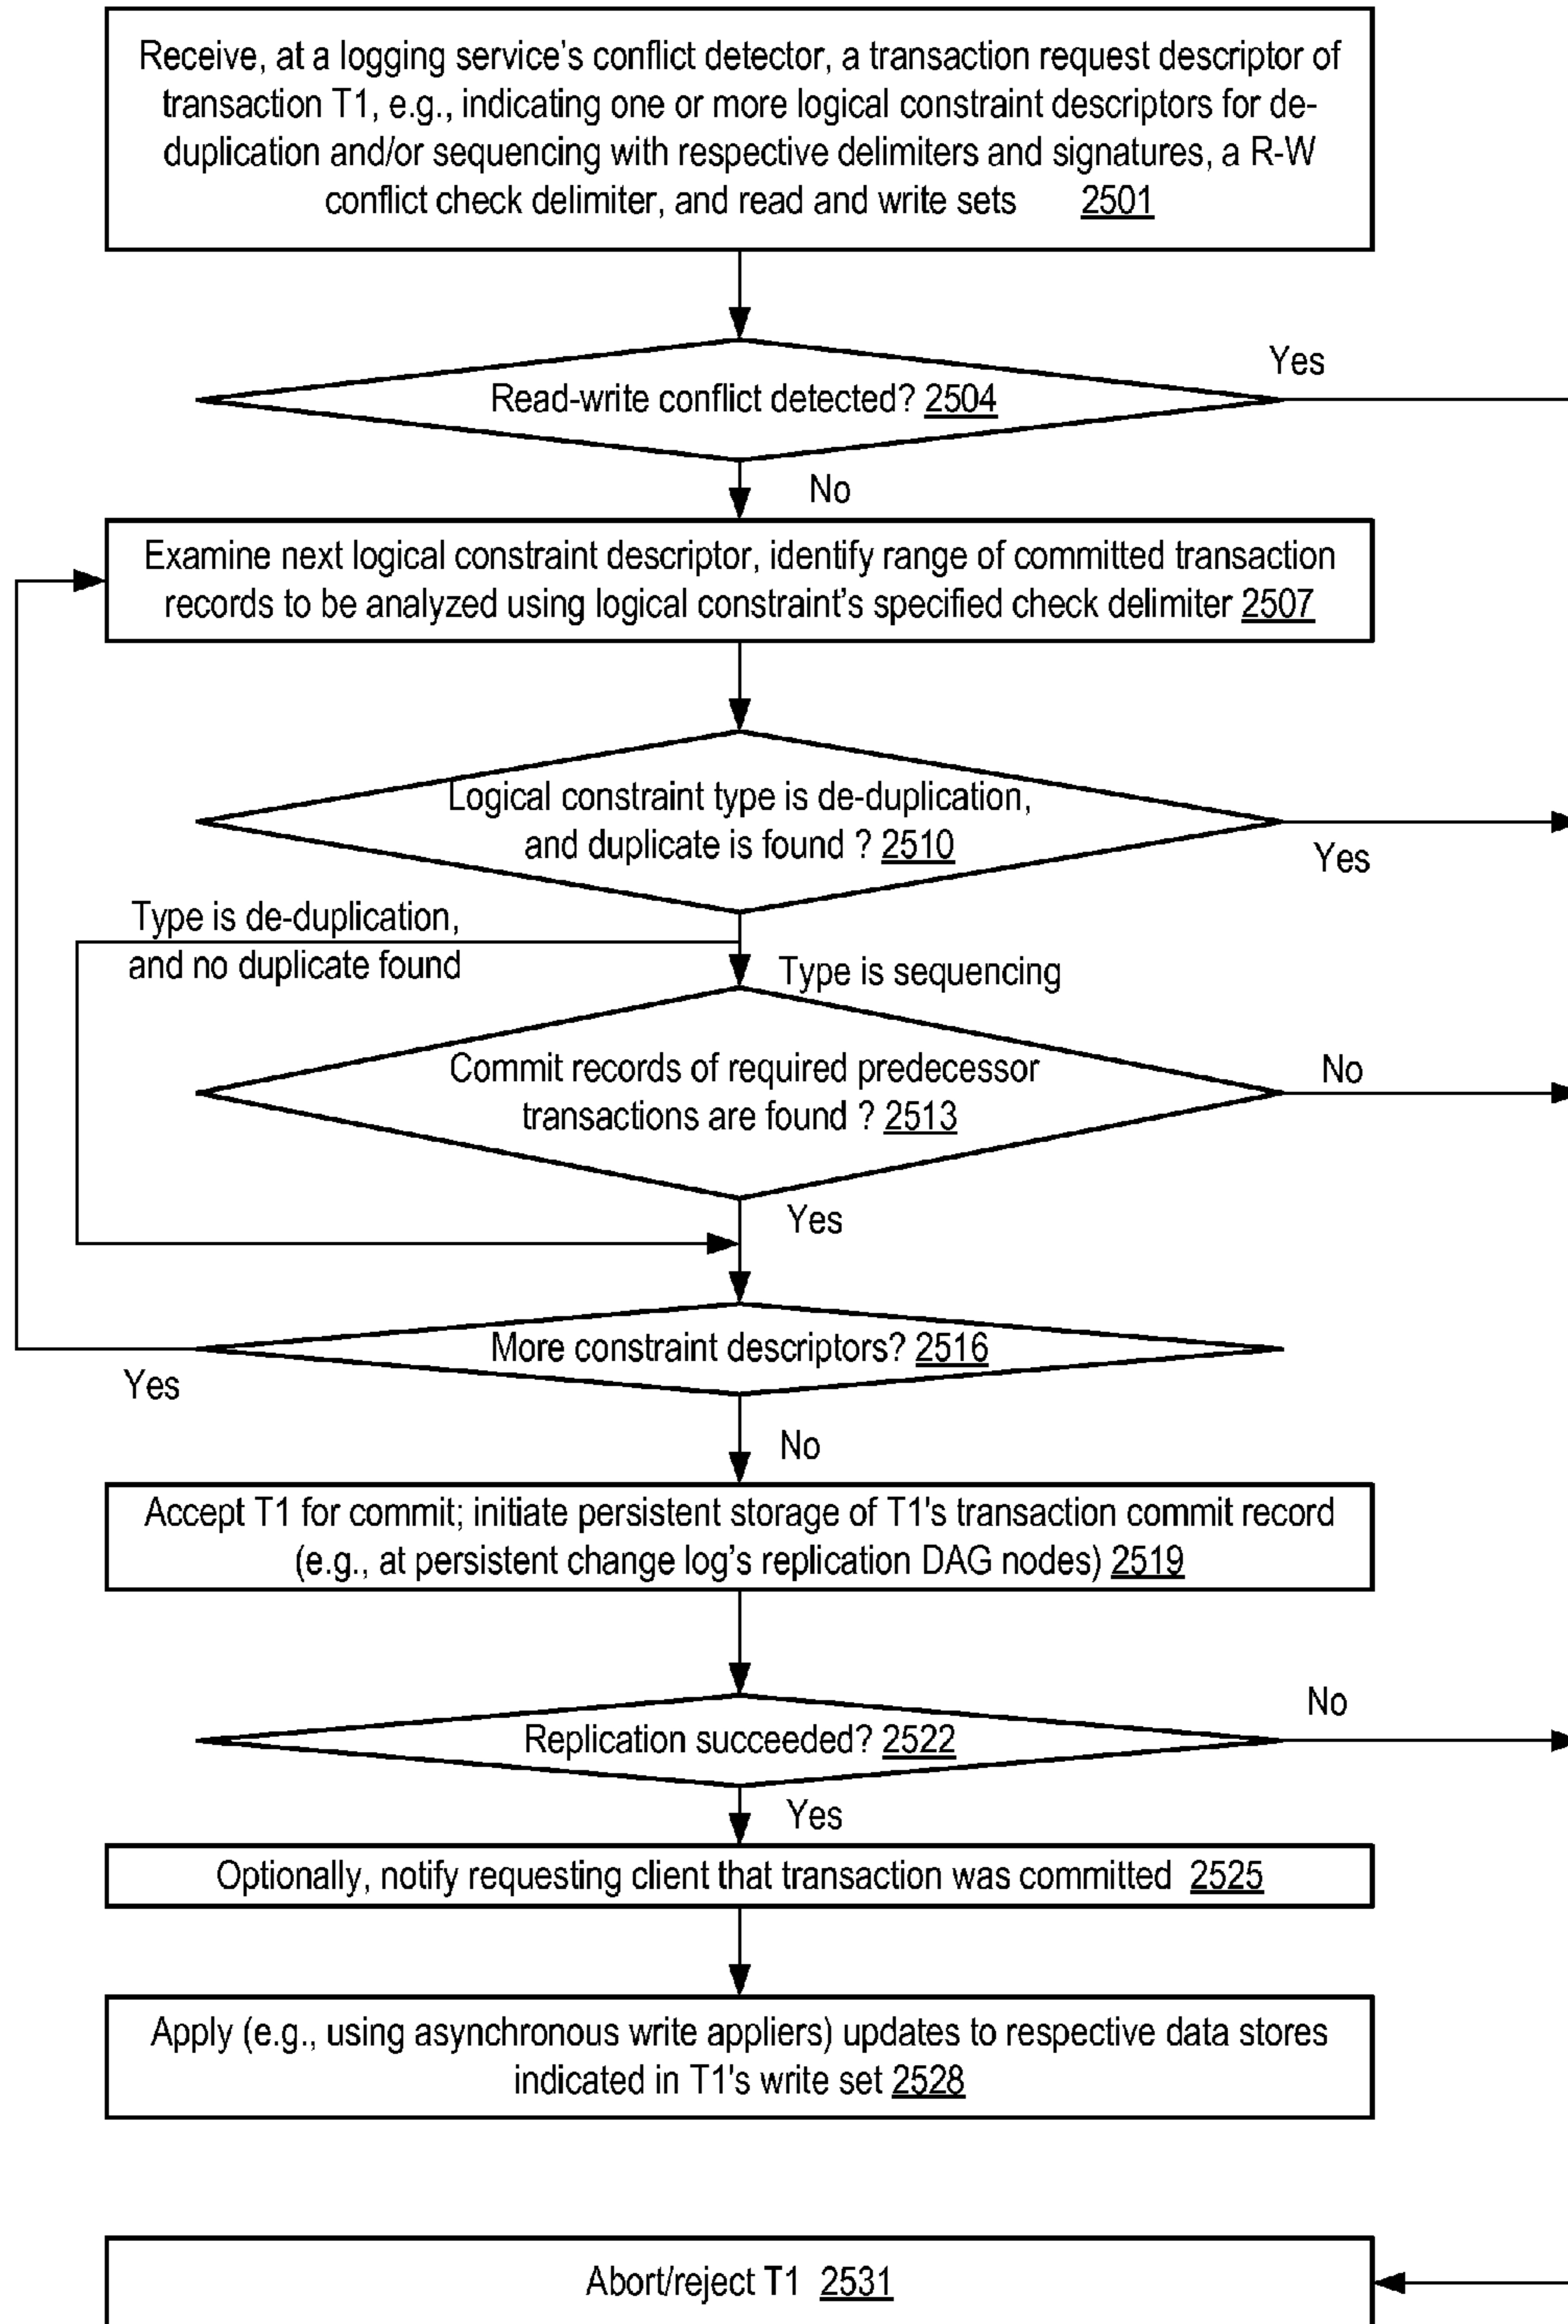 Receive, at a logging service's conflict detector, a transaction request descriptor of
transaction T1, e.g., indicating one or more logical constraint descriptors for de-
duplication and/or sequencing with respective delimiters and signatures, a R-W
conflict check delimiter, and read and write sets 2501
Yes
Read-write conflict detected? 2504
No
Examine next logical constraint descriptor, identify range of committed transaction
records to be analyzed using logical constraint's specified check delimiter 2507
Logical constraint type is de-duplication,
and duplicate is found ? 2510
Yes
Type is de-duplication,
and no duplicate found
Type is sequencing
Commit records of required predecessor
transactions are found ? 2513
No
Yes
More constraint descriptors? 2516
Yes
No
Accept T1 for commit; initiate persistent storage of T1's transaction commit record
(e.g., at persistent change log's replication DAG nodes) 2519
No
Replication succeeded? 2522
Yes
Optionally, notify requesting client that transaction was committed 2525
Apply (e.g., using asynchronous write appliers) updates to respective data stores
indicated in T1's write set 2528
Abort/reject T1 2531